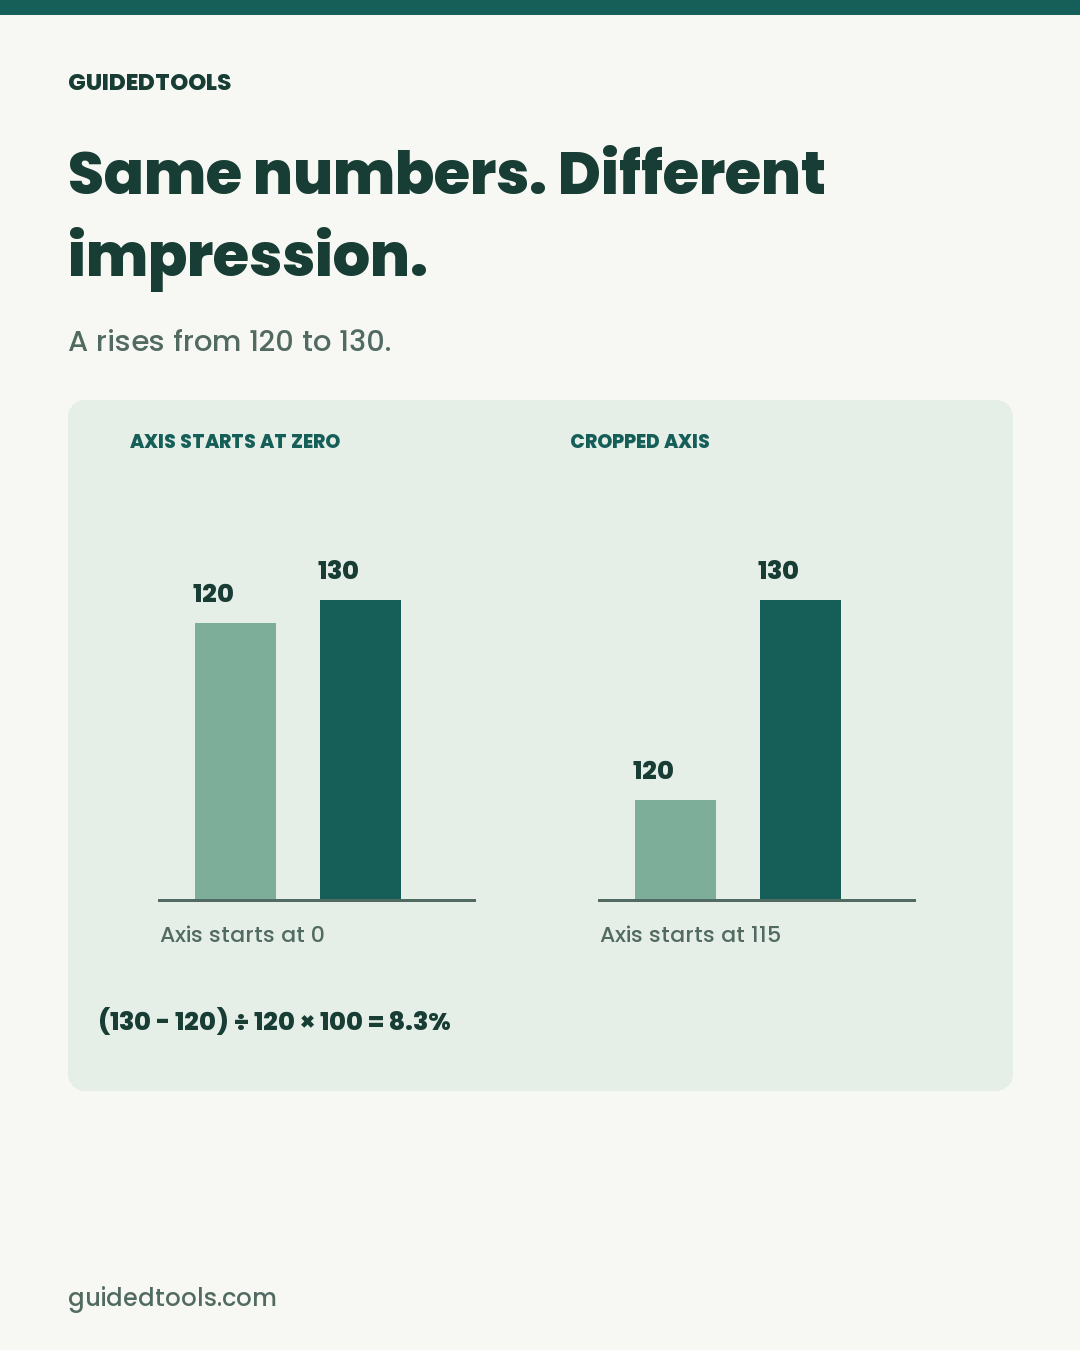 GUIDEDTOOLS
Same numbers. Different
impression.
A rises from 120 to 130.
AXIS STARTS AT ZERO
CROPPED AXIS
120
130
120
130
Axis starts at 0
Axis starts at 115
(130 − 120) ÷ 120 × 100 = 8.3%
guidedtools.com